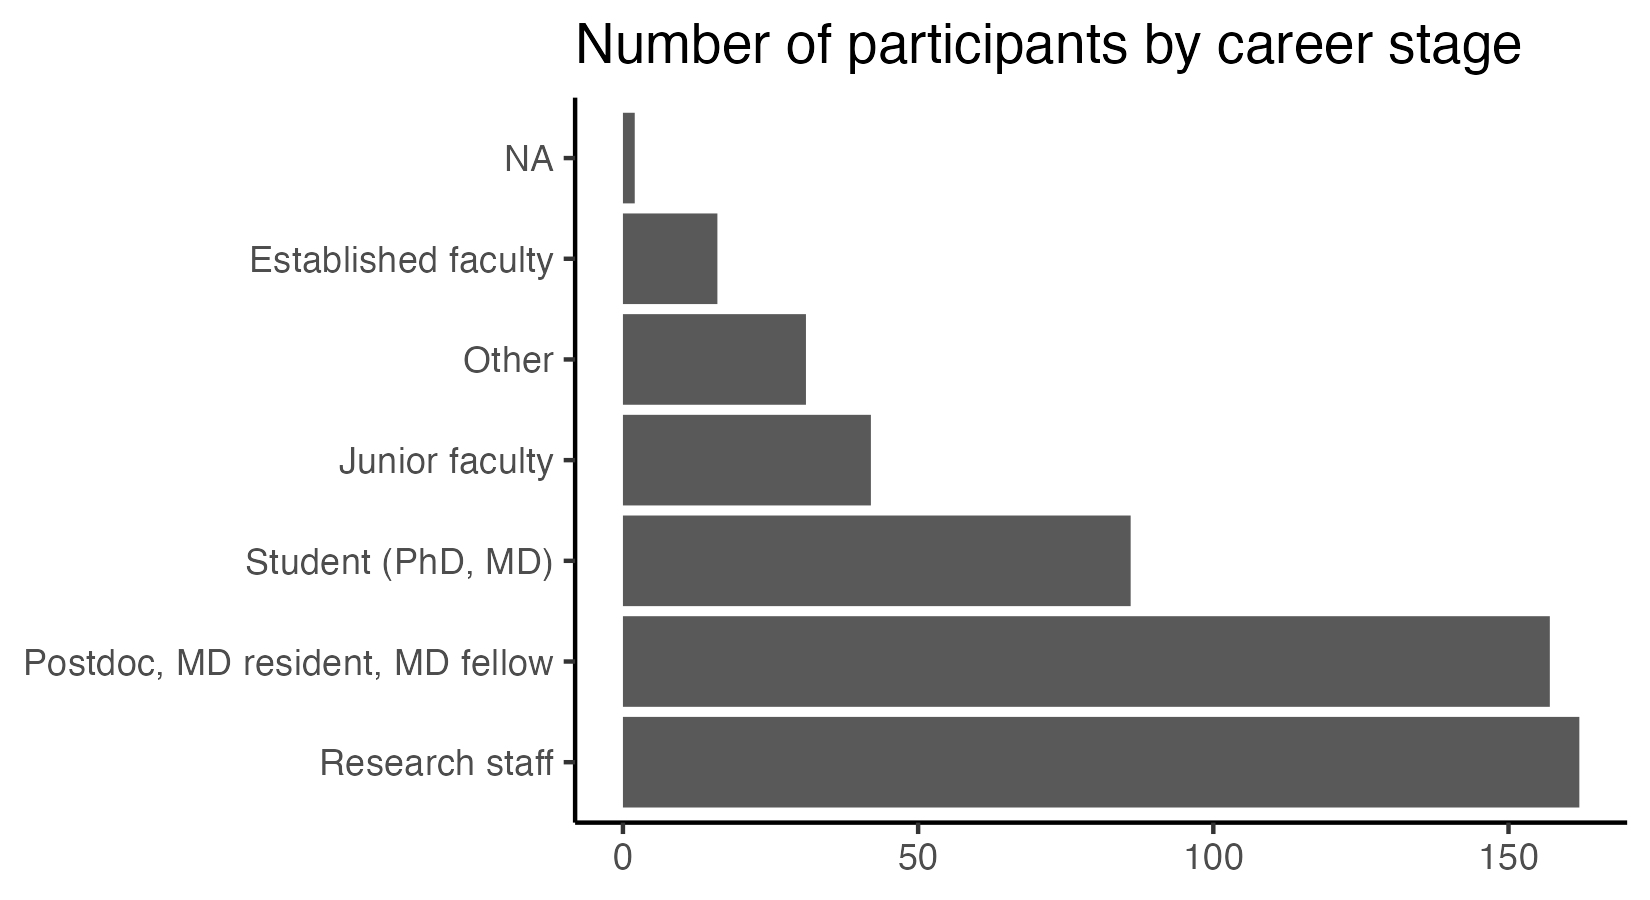 Number of participants by career stage
NA
Established faculty
Other
Junior faculty
Student (PhD, MD)
Postdoc, MD resident, MD fellow
Research staff
0 50 100 150